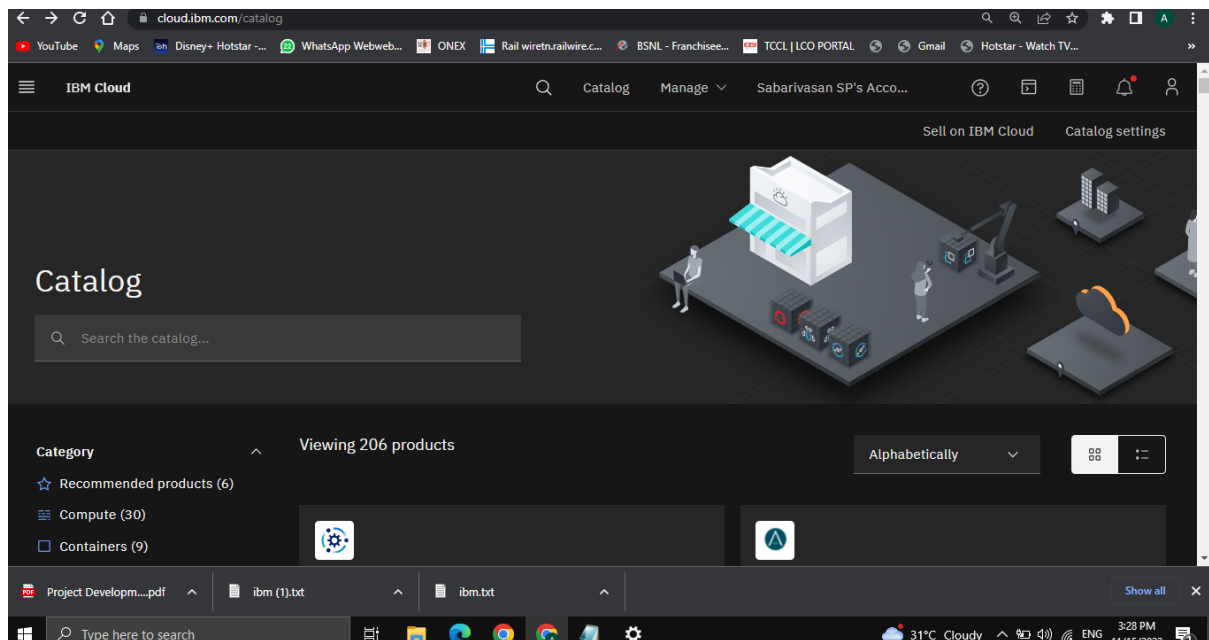 cloud.ibm.com/catalog A
YouTube Maps Disney+ Hotstar -... WhatsApp Webweb... ONEX Rail wiretn.railwire.c... BSNL - Franchisee... TCCL | LCO PORTAL Gmail Hotstar - Watch TV... »
IBM Cloud Catalog Manage Sabarivasan SP's Acco...
Sell on IBM Cloud Catalog settings
Catalog
Search the catalog...
Category Viewing 206 products Alphabetically
Recommended products (6)
Compute (30)
Containers (9)
Project Developm....pdf ibm (1).txt ibm.txt Show all
Type here to search 31°C Cloudy ENG 3:28 PM